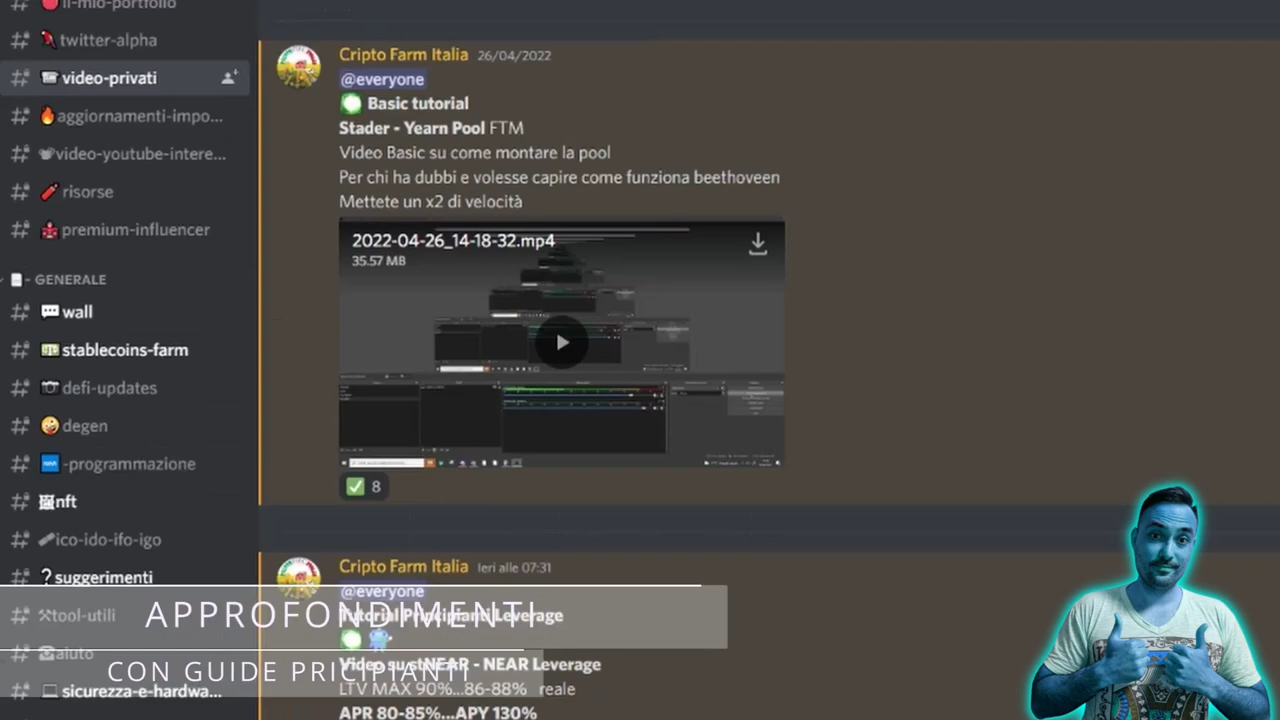 il-mio-portfolio
twitter-alpha
video-privati
aggiornamenti-impo...
video-youtube-intere...
risorse
premium-influencer
- GENERALE
wall
stablecoins-farm
defi-updates
degen
-programmazione
nft
ico-ido-ifo-igo
?suggerimenti
tool-utili
aiuto
sicurezza-e-hardwa...
Cripto Farm Italia 26/04/2022
@everyone
Basic tutorial
Stader - Yearn Pool FTM
Video Basic su come montare la pool
Per chi ha dubbi e volesse capire come funziona beethoveen
Mettete un x2 di velocità
2022-04-26_14-18-32.mp4
35.57 MB
8
Cripto Farm Italia Ieri alle 07:31
@everyone
Tutorial Principianti Leverage
Video su stNEAR - NEAR Leverage
LTV MAX 90%...86-88% reale
APR 80-85%...APY 130%
APPROFONDIMENTI
CON GUIDE PRICIPIANTI